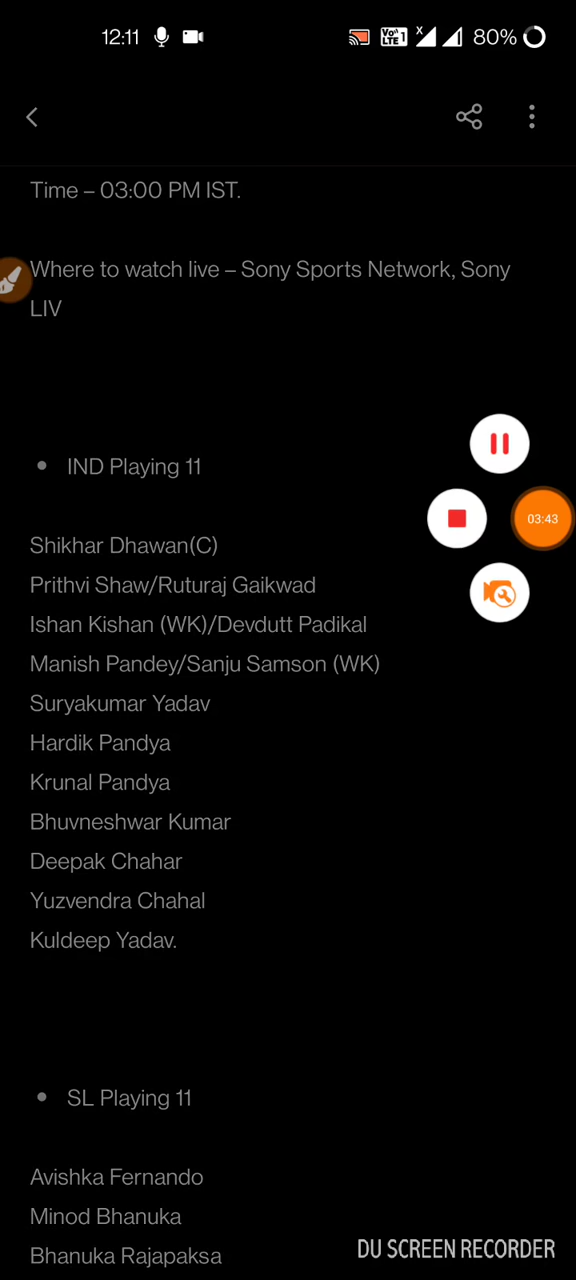 12:11 Vo)) LTE 1 X 80%
Time – 03:00 PM IST.
Where to watch live – Sony Sports Network, Sony
LIV
• IND Playing 11
03:43
Shikhar Dhawan(C)
Prithvi Shaw/Ruturaj Gaikwad
Ishan Kishan (WK)/Devdutt Padikal
Manish Pandey/Sanju Samson (WK)
Suryakumar Yadav
Hardik Pandya
Krunal Pandya
Bhuvneshwar Kumar
Deepak Chahar
Yuzvendra Chahal
Kuldeep Yadav.
• SL Playing 11
Avishka Fernando
Minod Bhanuka
Bhanuka Rajapaksa
DU SCREEN RECORDER